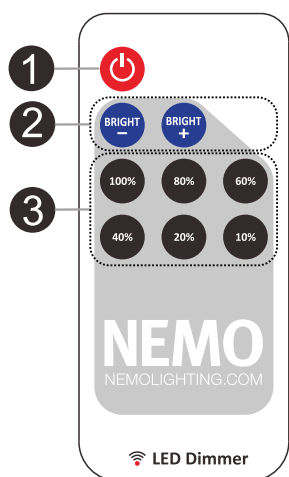 1
2
BRIGHT
−
BRIGHT
+
3
100% 80% 60%
40% 20% 10%
NEMO
NEMOLIGHTING.COM
LED Dimmer